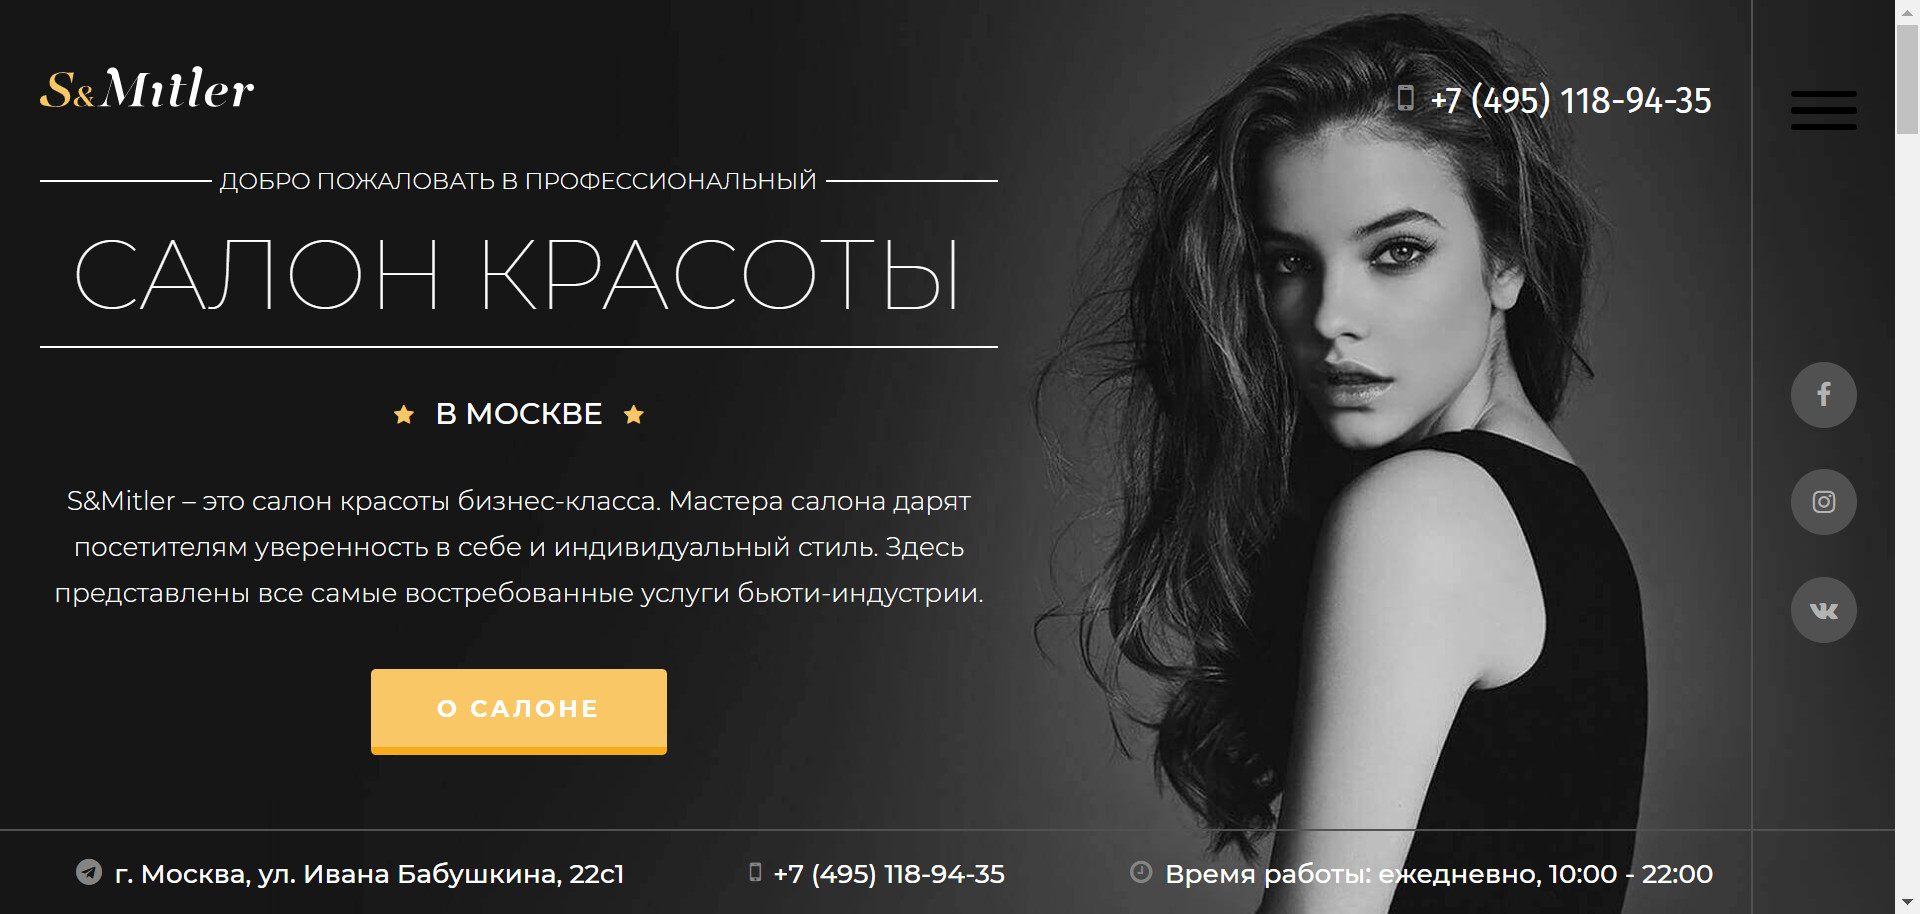 S&Mitler
+7 (495) 118-94-35
ДОБРО ПОЖАЛОВАТЬ В ПРОФЕССИОНАЛЬНЫЙ
САЛОН КРАСОТЫ
В МОСКВЕ
S&Mitler – это салон красоты бизнес-класса. Мастера салона дарят
посетителям уверенность в себе и индивидуальный стиль. Здесь
представлены все самые востребованные услуги бьюти-индустрии.
О САЛОНЕ
г. Москва, ул. Ивана Бабушкина, 22с1
+7 (495) 118-94-35
Время работы: ежедневно, 10:00 - 22:00